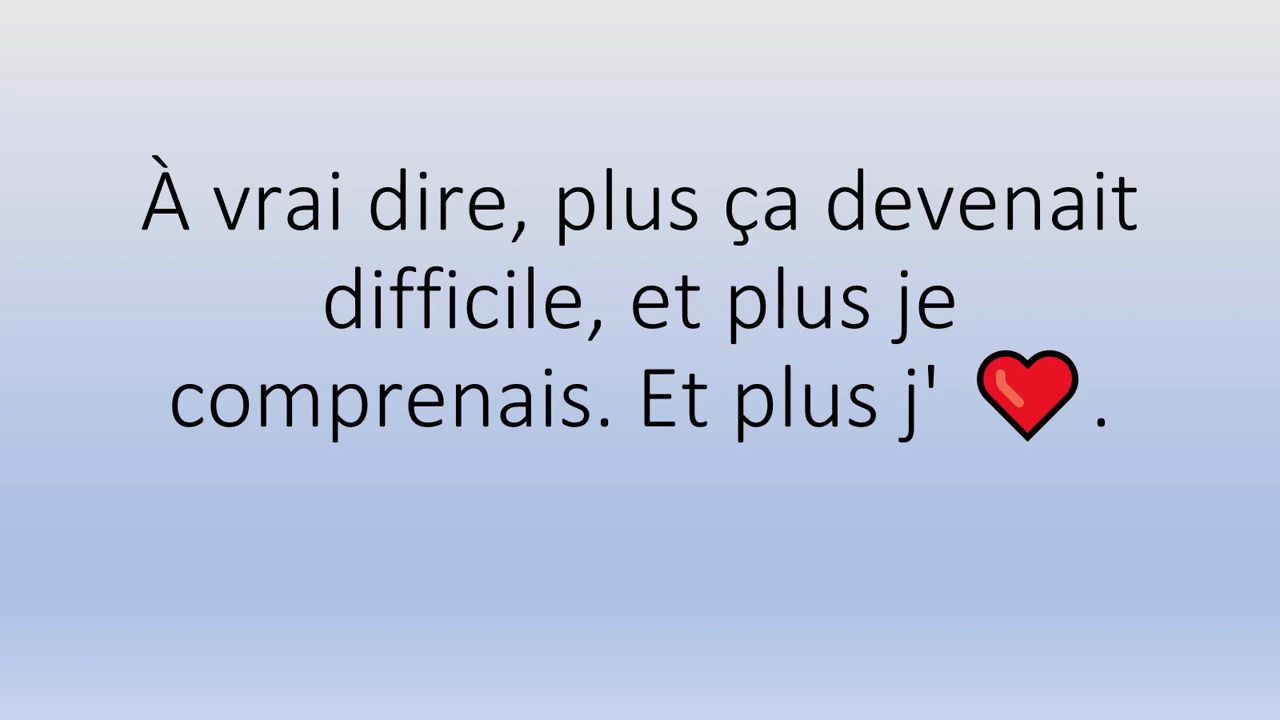 À vrai dire, plus ça devenait
difficile, et plus je
comprenais. Et plus j' ❤️.